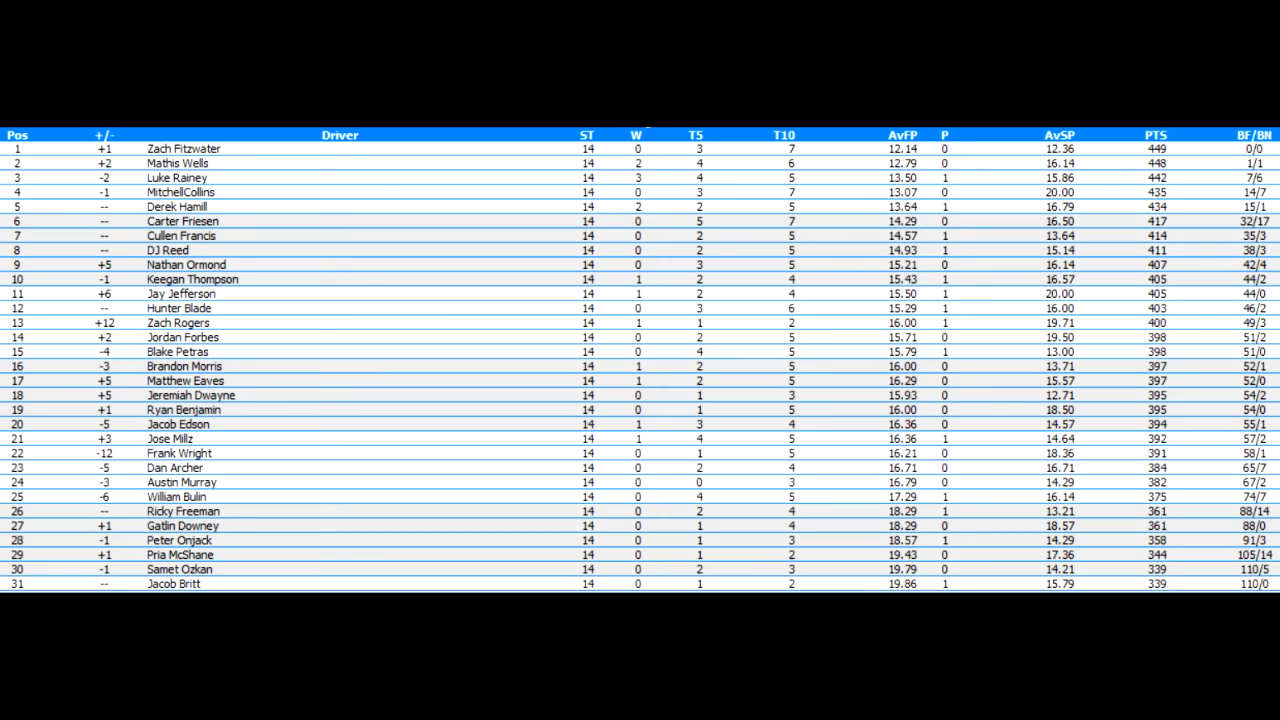 Pos +/- Driver ST W T5 T10 AvFP P AvSP PTS BF/BN
1 +1 Zach Fitzwater 14 0 3 7 12.14 0 12.36 449 0/0
2 +2 Mathis Wells 14 2 4 6 12.79 0 16.14 448 1/1
3 -2 Luke Rainey 14 3 4 5 13.50 1 15.86 442 7/6
4 -1 MitchellCollins 14 0 3 7 13.07 0 20.00 435 14/7
5 -- Derek Hamill 14 2 2 5 13.64 1 16.79 434 15/1
6 -- Carter Friesen 14 0 5 7 14.29 0 16.50 417 32/17
7 -- Cullen Francis 14 0 2 5 14.57 1 13.64 414 35/3
8 -- DJ Reed 14 0 2 5 14.93 1 15.14 411 38/3
9 +5 Nathan Ormond 14 0 3 5 15.21 0 16.14 407 42/4
10 -1 Keegan Thompson 14 1 2 4 15.43 1 16.57 405 44/2
11 +6 Jay Jefferson 14 1 2 4 15.50 1 20.00 405 44/0
12 -- Hunter Blade 14 0 3 6 15.29 1 16.00 403 46/2
13 +12 Zach Rogers 14 1 1 2 16.00 1 19.71 400 49/3
14 +2 Jordan Forbes 14 0 2 5 15.71 0 19.50 398 51/2
15 -4 Blake Petras 14 0 4 5 15.79 1 13.00 398 51/0
16 -3 Brandon Morris 14 1 2 5 16.00 0 13.71 397 52/1
17 +5 Matthew Eaves 14 1 2 5 16.29 0 15.57 397 52/0
18 +5 Jeremiah Dwayne 14 0 1 3 15.93 0 12.71 395 54/2
19 +1 Ryan Benjamin 14 0 1 5 16.00 0 18.50 395 54/0
20 -5 Jacob Edson 14 1 3 4 16.36 0 14.57 394 55/1
21 +3 Jose Millz 14 1 4 5 16.36 1 14.64 392 57/2
22 -12 Frank Wright 14 0 1 5 16.21 0 18.36 391 58/1
23 -5 Dan Archer 14 0 2 4 16.71 0 16.71 384 65/7
24 -3 Austin Murray 14 0 0 3 16.79 0 14.29 382 67/2
25 -6 William Bulin 14 0 4 5 17.29 1 16.14 375 74/7
26 -- Ricky Freeman 14 0 2 4 18.29 1 13.21 361 88/14
27 +1 Gatlin Downey 14 0 1 4 18.29 0 18.57 361 88/0
28 -1 Peter Onjack 14 0 1 3 18.57 1 14.29 358 91/3
29 +1 Pria McShane 14 0 1 2 19.43 0 17.36 344 105/14
30 -1 Samet Ozkan 14 0 2 3 19.79 0 14.21 339 110/5
31 -- Jacob Britt 14 0 1 2 19.86 1 15.79 339 110/0